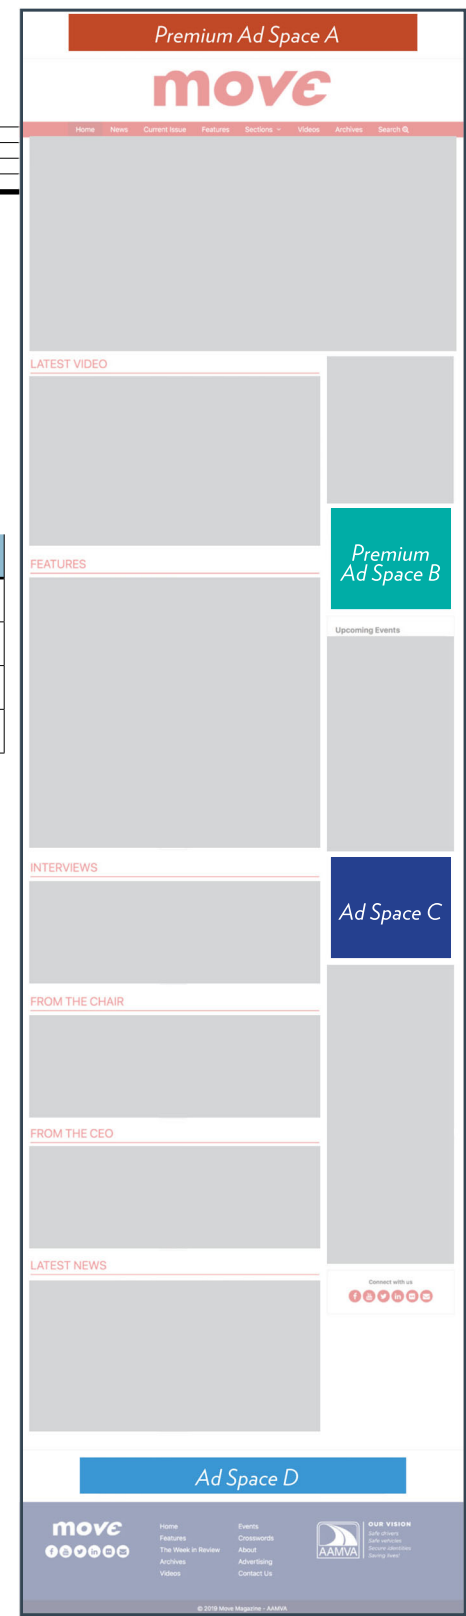 Premium Ad Space A
move
Home News Current Issue Features Sections Videos Archives Search
LATEST VIDEO
Premium
Ad Space B
FEATURES
Upcoming Events
INTERVIEWS
Ad Space C
FROM THE CHAIR
FROM THE CEO
LATEST NEWS
Connect with us
Ad Space D
move
Home
Features
The Week in Review
Archives
Videos
Events
Crosswords
About
Advertising
Contact Us
AAMVA
OUR VISION
Safe drivers
Safe vehicles
Secure identities
Saving lives!
© 2019 Move Magazine - AAMVA